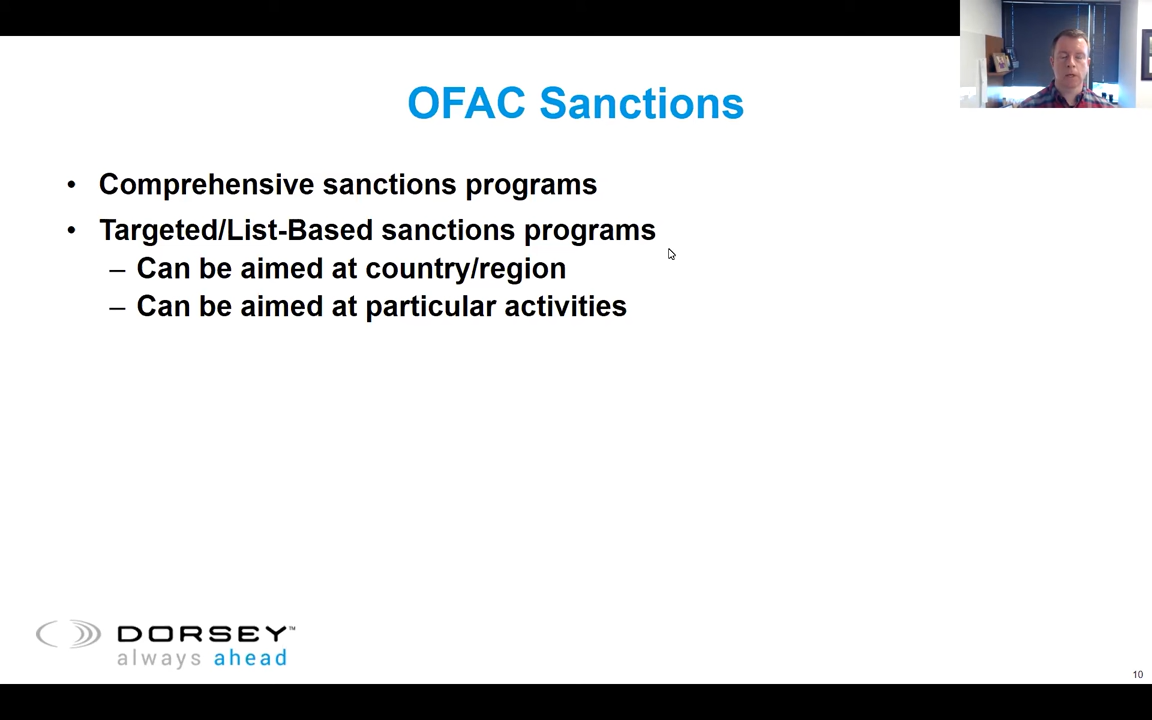 OFAC Sanctions
• Comprehensive sanctions programs
• Targeted/List-Based sanctions programs
– Can be aimed at country/region
– Can be aimed at particular activities
DORSEY™
always ahead
10